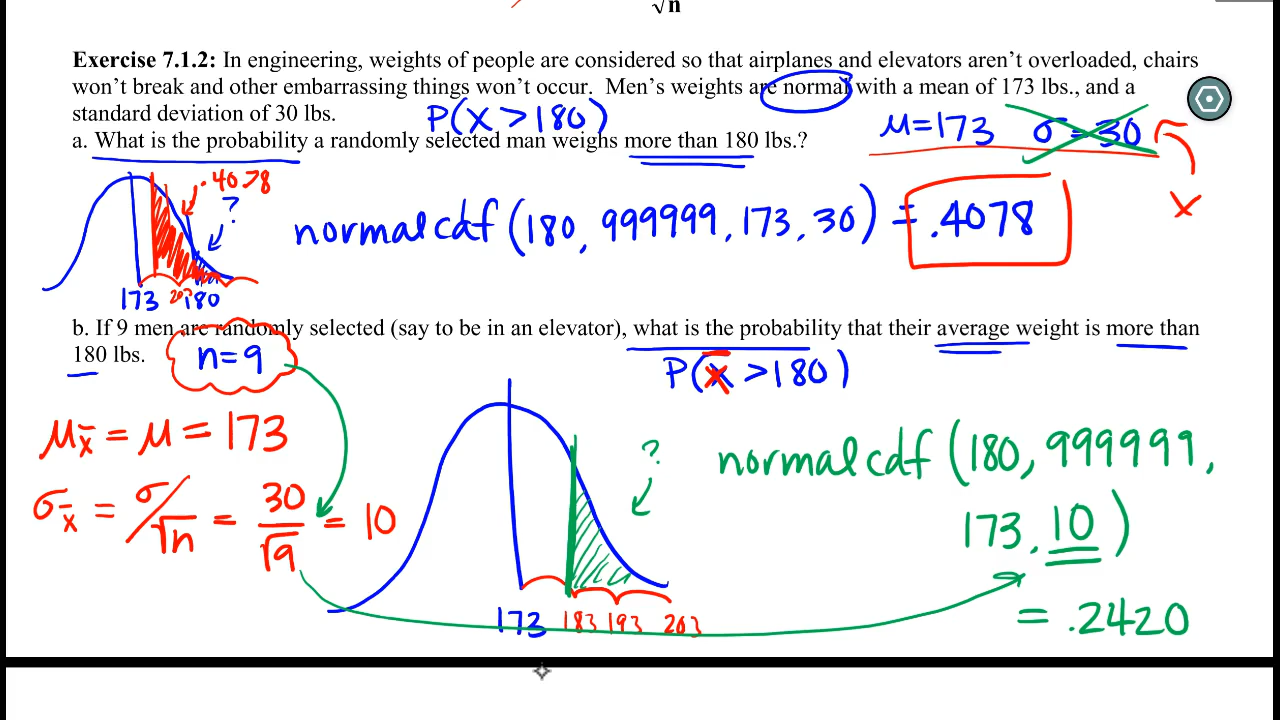 √n
Exercise 7.1.2: In engineering, weights of people are considered so that airplanes and elevators aren't overloaded, chairs
won't break and other embarrassing things won't occur.  Men's weights are normal with a mean of 173 lbs., and a
standard deviation of 30 lbs.
P(x > 180)
μ = 173 σ = 30
a. What is the probability a randomly selected man weighs more than 180 lbs.?
x
.4078
?
normalcdf (180, 999999, 173, 30) = .4078
173 203 180
b. If 9 men are randomly selected (say to be in an elevator), what is the probability that their average weight is more than
180 lbs.
n=9
P(x̄ > 180)
μx̄ = μ = 173
σx̄ = σ/√n = 30/√9 = 10
?
normalcdf (180, 999999,
173, 10)
= .2420
173 183 193 203